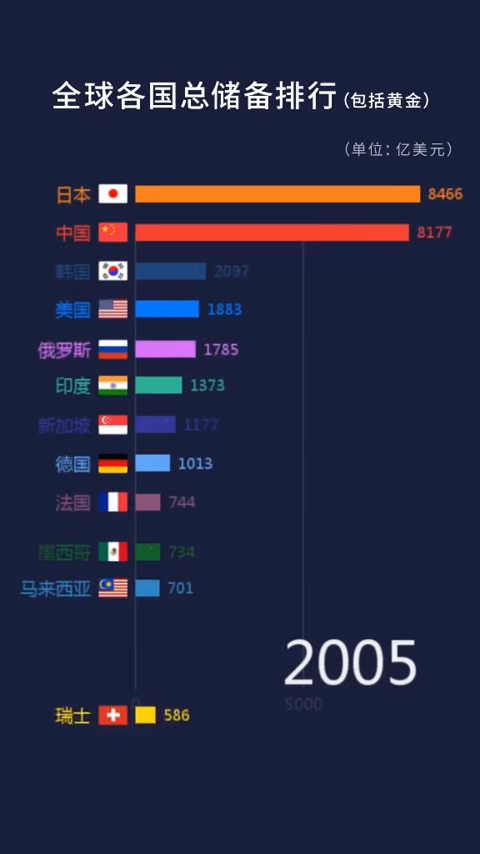 全球各国总储备排行(包括黄金)
(单位: 亿美元)
日本 8466
中国 8177
韩国 2097
美国 1883
俄罗斯 1785
印度 1373
新加坡 1177
德国 1013
法国 744
墨西哥 734
马来西亚 701
2005
0 5000
瑞士 586